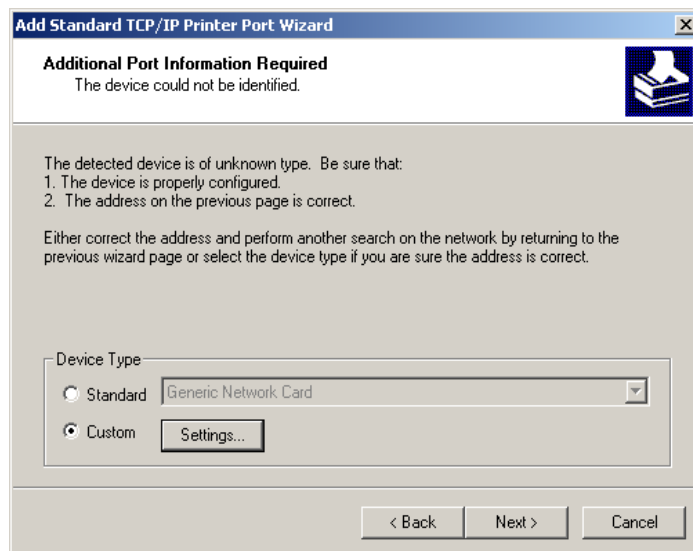 Add Standard TCP/IP Printer Port Wizard
Additional Port Information Required
The device could not be identified.
The detected device is of unknown type.  Be sure that:
1. The device is properly configured.
2.  The address on the previous page is correct.
Either correct the address and perform another search on the network by returning to the
previous wizard page or select the device type if you are sure the address is correct.
Device Type
Standard
Generic Network Card
Custom
Settings...
< Back
Next >
Cancel